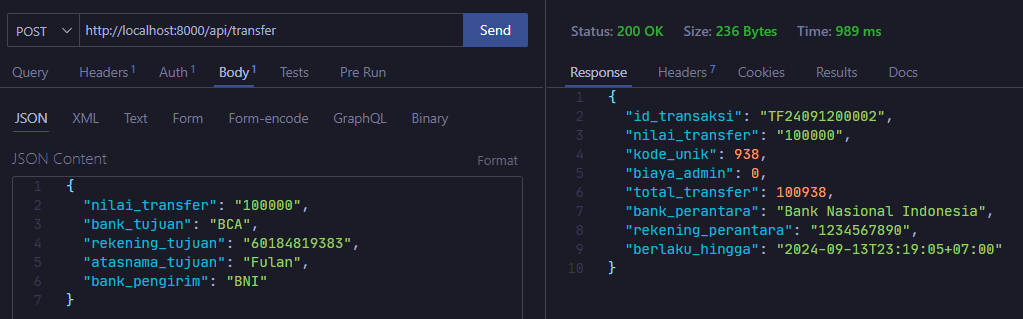 POST http://localhost:8000/api/transfer Send
Query Headers 1 Auth 1 Body 1 Tests Pre Run
JSON XML Text Form Form-encode GraphQL Binary
JSON Content Format
1 {
2 "nilai_transfer": "100000",
3 "bank_tujuan": "BCA",
4 "rekening_tujuan": "60184819383",
5 "atasnama_tujuan": "Fulan",
6 "bank_pengirim": "BNI"
7 }
Status: 200 OK Size: 236 Bytes Time: 989 ms
Response Headers 7 Cookies Results Docs
1 {
2 "id_transaksi": "TF24091200002",
3 "nilai_transfer": "100000",
4 "kode_unik": 938,
5 "biaya_admin": 0,
6 "total_transfer": 100938,
7 "bank_perantara": "Bank Nasional Indonesia",
8 "rekening_perantara": "1234567890",
9 "berlaku_hingga": "2024-09-13T23:19:05+07:00"
10 }